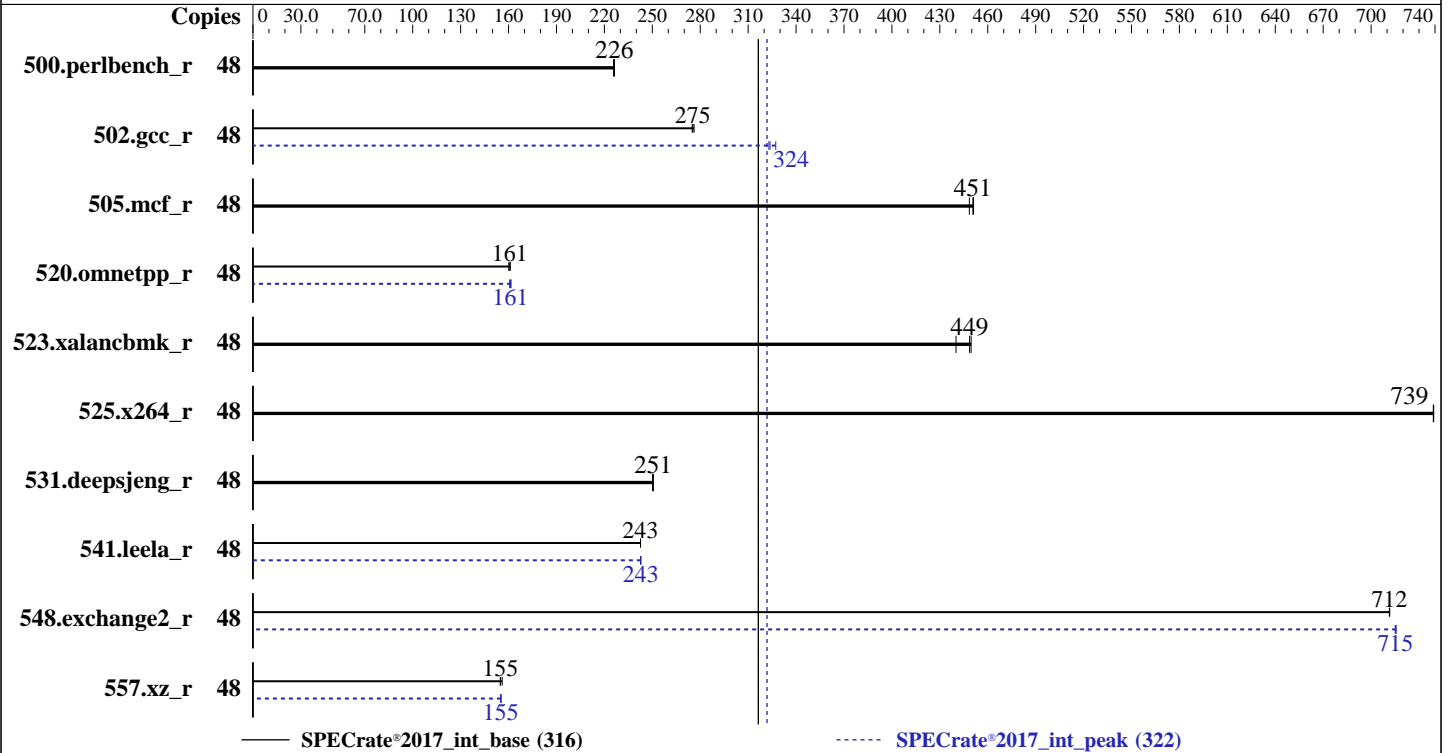 Copies 0 30.0 70.0 100 130 160 190 220 250 280 310 340 370 400 430 460 490 520 550 580 610 640 670 700 740
500.perlbench_r 48 226
502.gcc_r 48 275
324
505.mcf_r 48 451
520.omnetpp_r 48 161
161
523.xalancbmk_r 48 449
525.x264_r 48 739
531.deepsjeng_r 48 251
541.leela_r 48 243
243
548.exchange2_r 48 712
715
557.xz_r 48 155
155
SPECrate®2017_int_base (316) SPECrate®2017_int_peak (322)